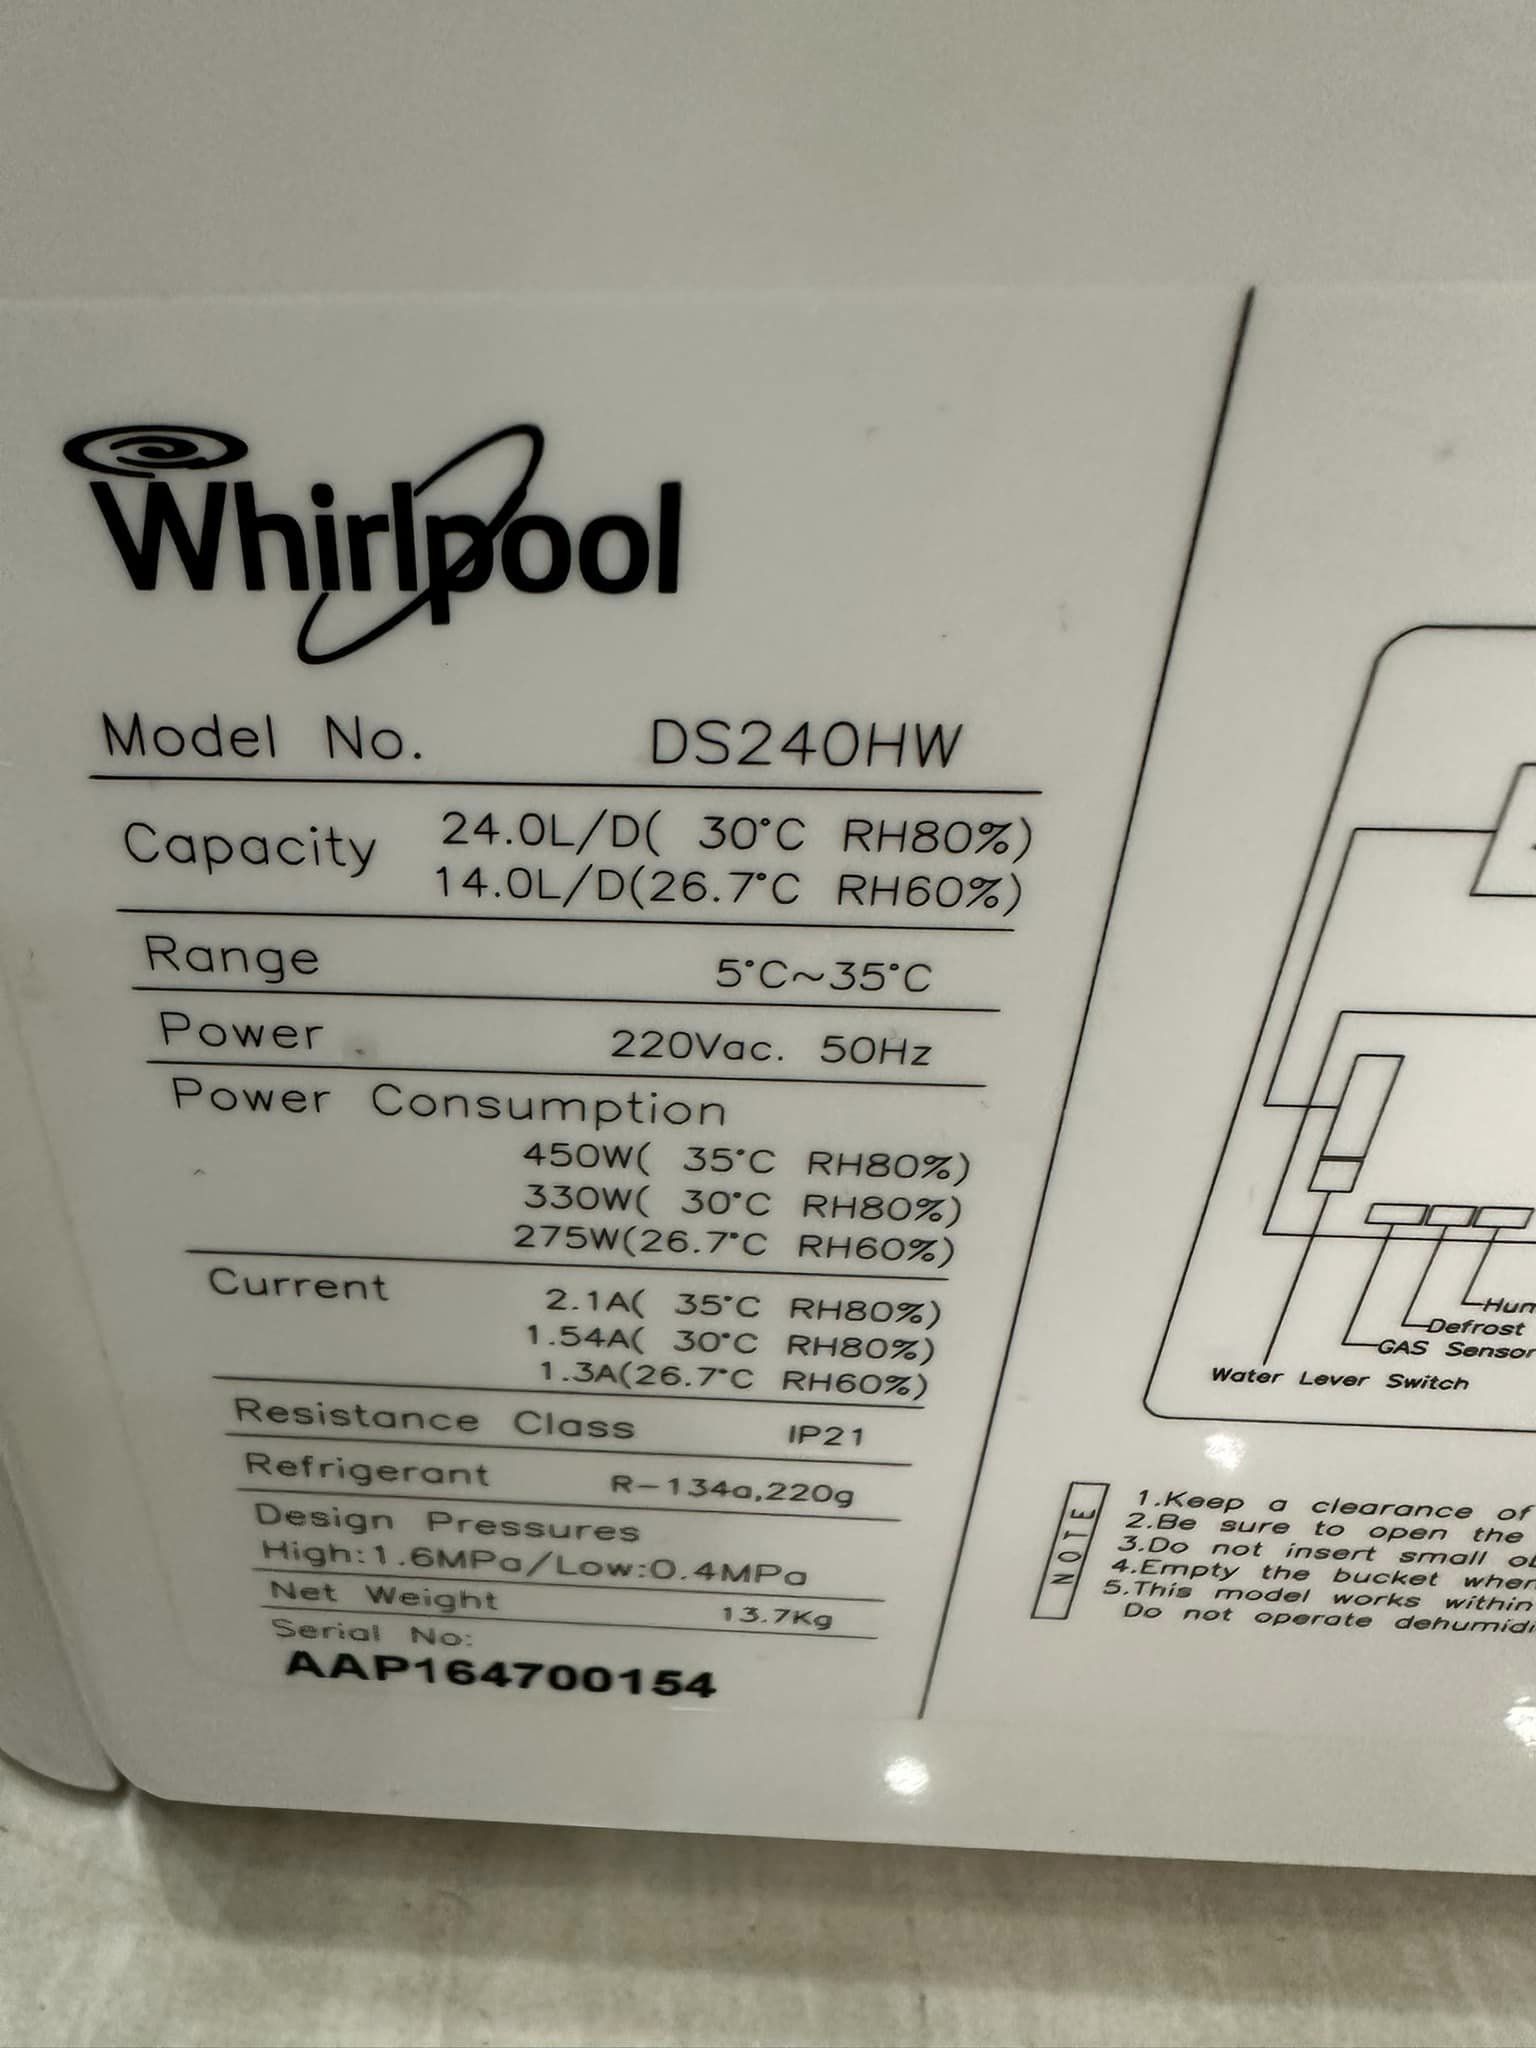 Whirlpool
Model No. DS240HW
Capacity 24.0L/D( 30°C RH80%)
14.0L/D(26.7°C RH60%)
Range 5°C~35°C
Power 220Vac. 50Hz
Power Consumption
450W( 35°C RH80%)
330W( 30°C RH80%)
275W(26.7°C RH60%)
Current 2.1A( 35°C RH80%)
1.54A( 30°C RH80%)
1.3A(26.7°C RH60%)
Resistance Class IP21
Refrigerant R-134a,220g
Design Pressures
High:1.6MPa/Low:0.4MPa
Net Weight 13.7Kg
Serial No:
AAP164700154
Defrost
GAS Sensor
Water Lever Switch
NOTE
1.Keep a clearance of
2.Be sure to open the
3.Do not insert small
4.Empty the bucket when
5.This model works within
Do not operate